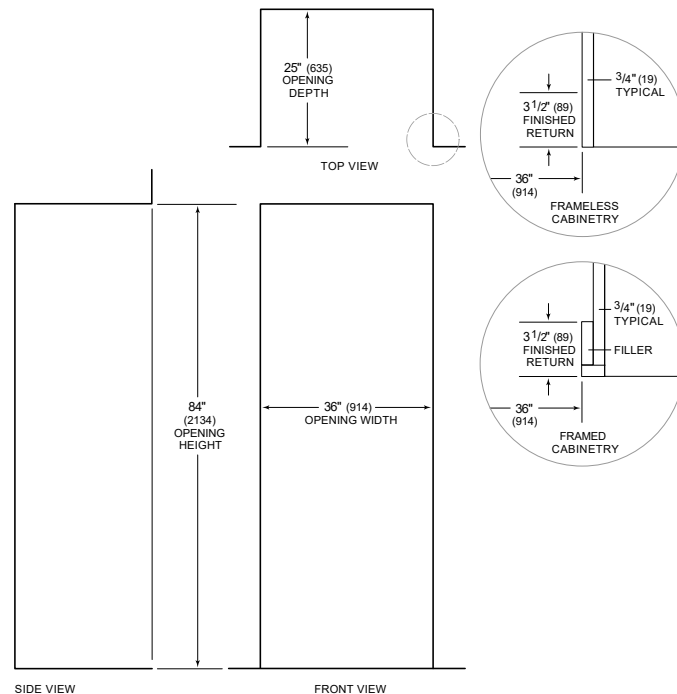 25" (635)
OPENING
DEPTH
TOP VIEW
3/4" (19)
TYPICAL
3 1/2" (89)
FINISHED
RETURN
36"
(914)
FRAMELESS
CABINETRY
3/4" (19)
TYPICAL
3 1/2" (89)
FINISHED
RETURN
FILLER
36"
(914)
FRAMED
CABINETRY
84"
(2134)
OPENING
HEIGHT
36" (914)
OPENING WIDTH
SIDE VIEW
FRONT VIEW